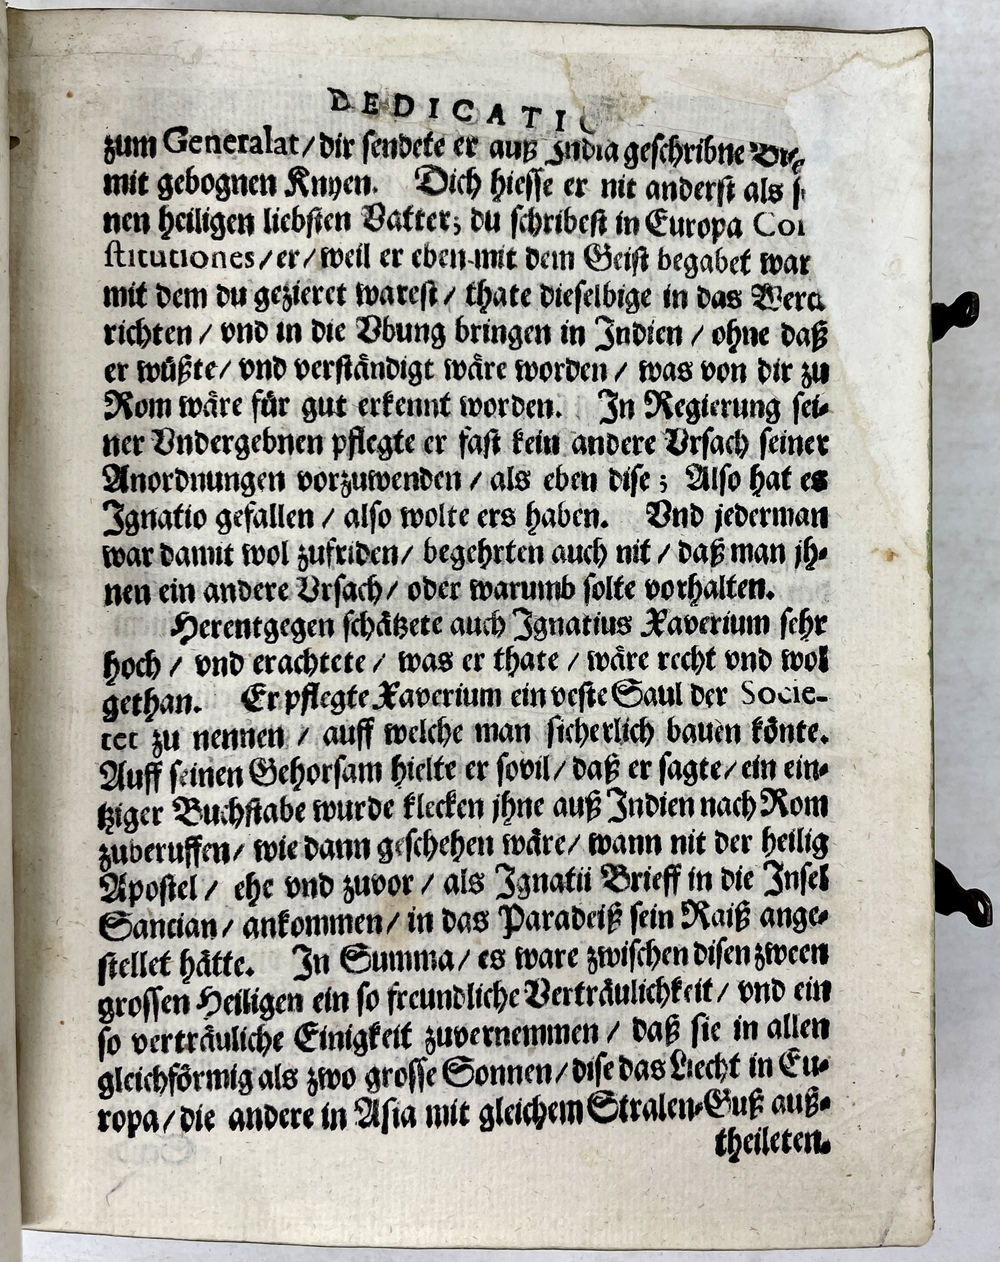 DEDICATIO
zum Generalat / dir sendete er auß India geschribne
mit gebognen Knyen. Dich hiesse er nit anderst als
nen heiligen liebsten Vatter; du schribest in Europa Con
stitutiones / er / weil er eben mit dem Geist begabet war
mit dem du gezieret warest / thate dieselbige in das Werck
richten / vnd in die Vbung bringen in Indien / ohne daß
er wüßte / vnd verständigt wäre worden / was von dir zu
Rom wäre für gut erkennt worden. In Regierung sei-
ner Vndergebnen pflegte er fast kein andere Vrsach seiner
Anordnungen vorzuwenden / als eben dise ; Also hat es
Ignatio gefallen / also wolte ers haben. Vnd jederman
war damit wol zufriden / begehrten auch nit / daß man jh-
nen ein andere Vrsach / oder warumb solte vorhalten.
Herentgegen schätzete auch Ignatius Xaverium sehr
hoch / vnd erachtete / was er thate / wäre recht vnd wol
gethan. Er pflegte Xaverium ein veste Saul der Socie-
tet zu nennen / auff welche man sicherlich bauen könte.
Auff seinen Gehorsam hielte er sovil / daß er sagte / ein ein-
tziger Buchstabe wurde klecken jhne auß Indien nach Rom
zuberuffen / wie dann geschehen wäre / wann nit der heilig
Apostel / ehe vnd zuvor / als Ignatii Brieff in die Insel
Sancian / ankommen / in das Paradeiß sein Raiß ange-
stellet hätte. In Summa / es ware zwischen disen zween
grossen Heiligen ein so freundliche Verträulichkeit / vnd ein
so verträuliche Einigkeit zuvernemmen / daß sie in allen
gleichförmig als zwo grosse Sonnen / dise das Liecht in Eu-
ropa / die andere in Asia mit gleichem Stralen-Guß auß-
theileten.